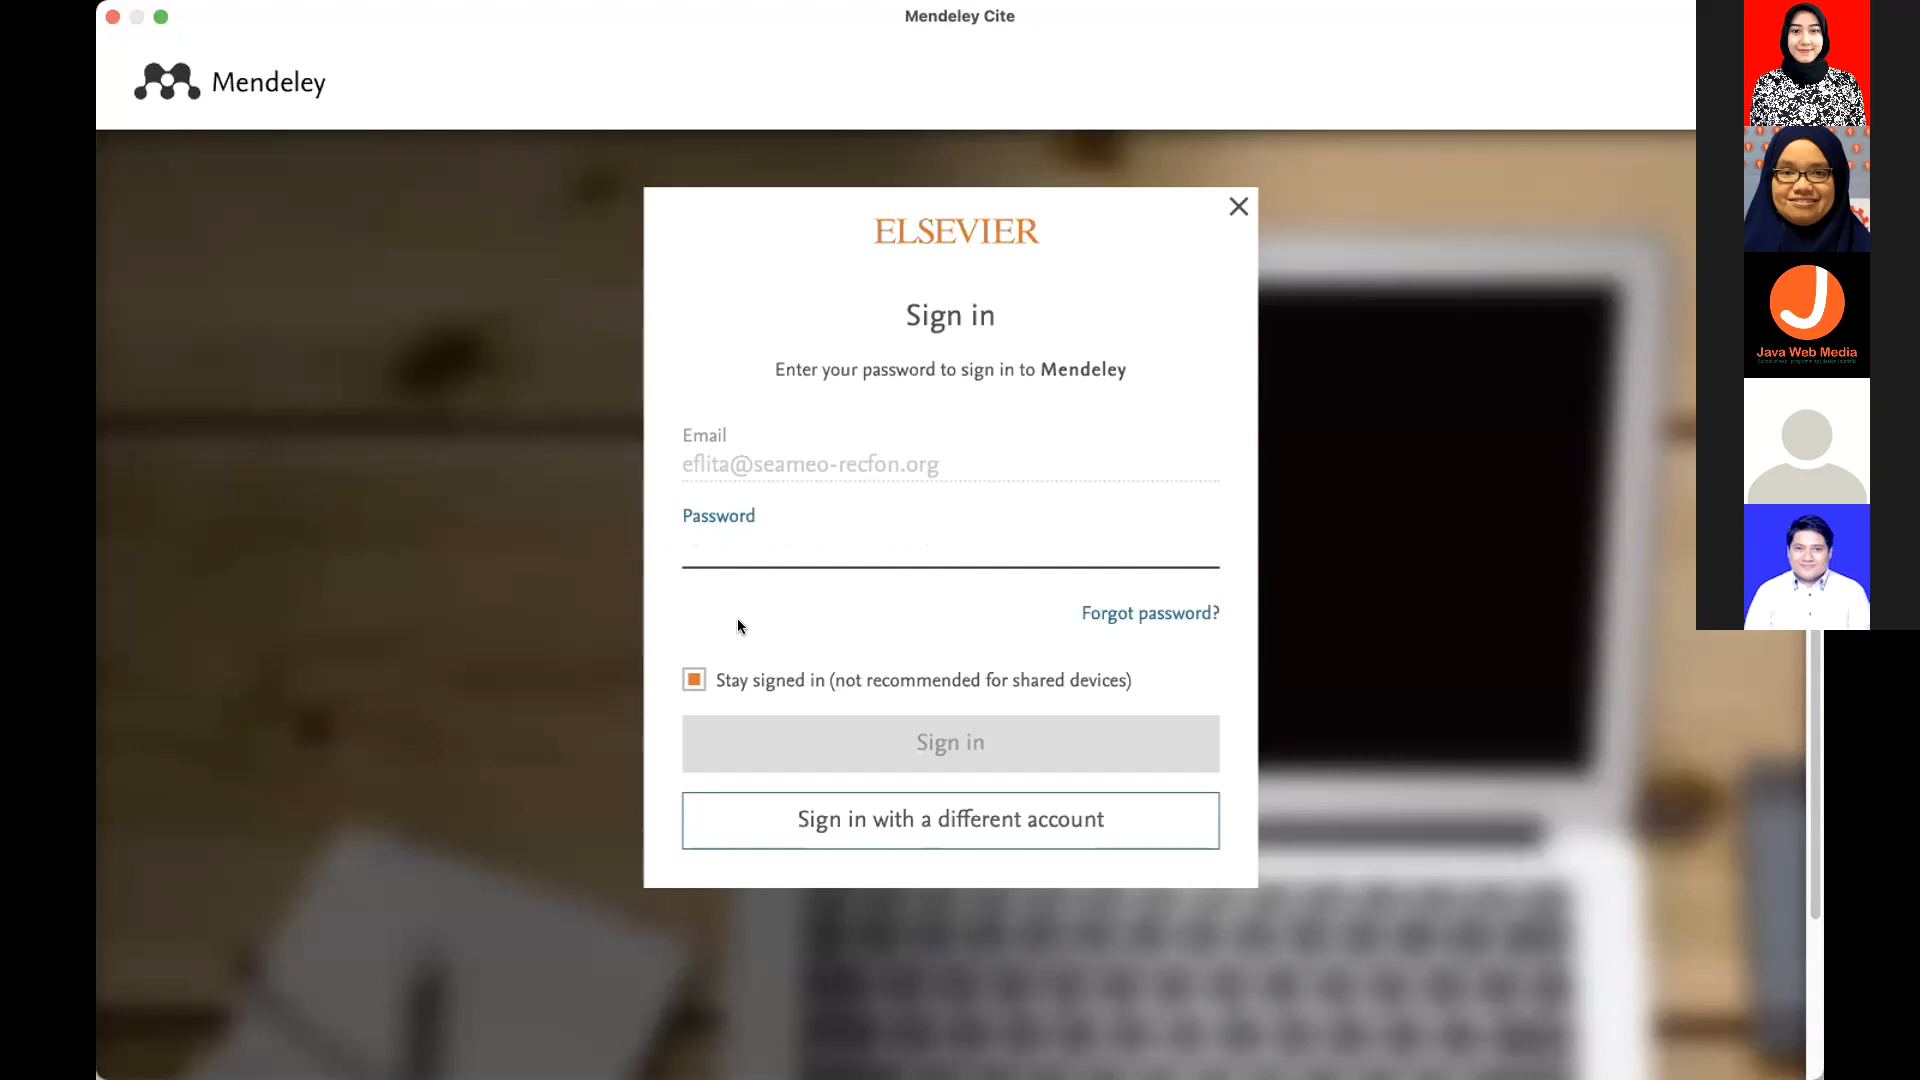 Mendeley Cite
Mendeley
ELSEVIER
Sign in
Enter your password to sign in to Mendeley
Email
eflita@seameo-recfon.org
Password
Forgot password?
Stay signed in (not recommended for shared devices)
Sign in
Sign in with a different account
J
Java Web Media